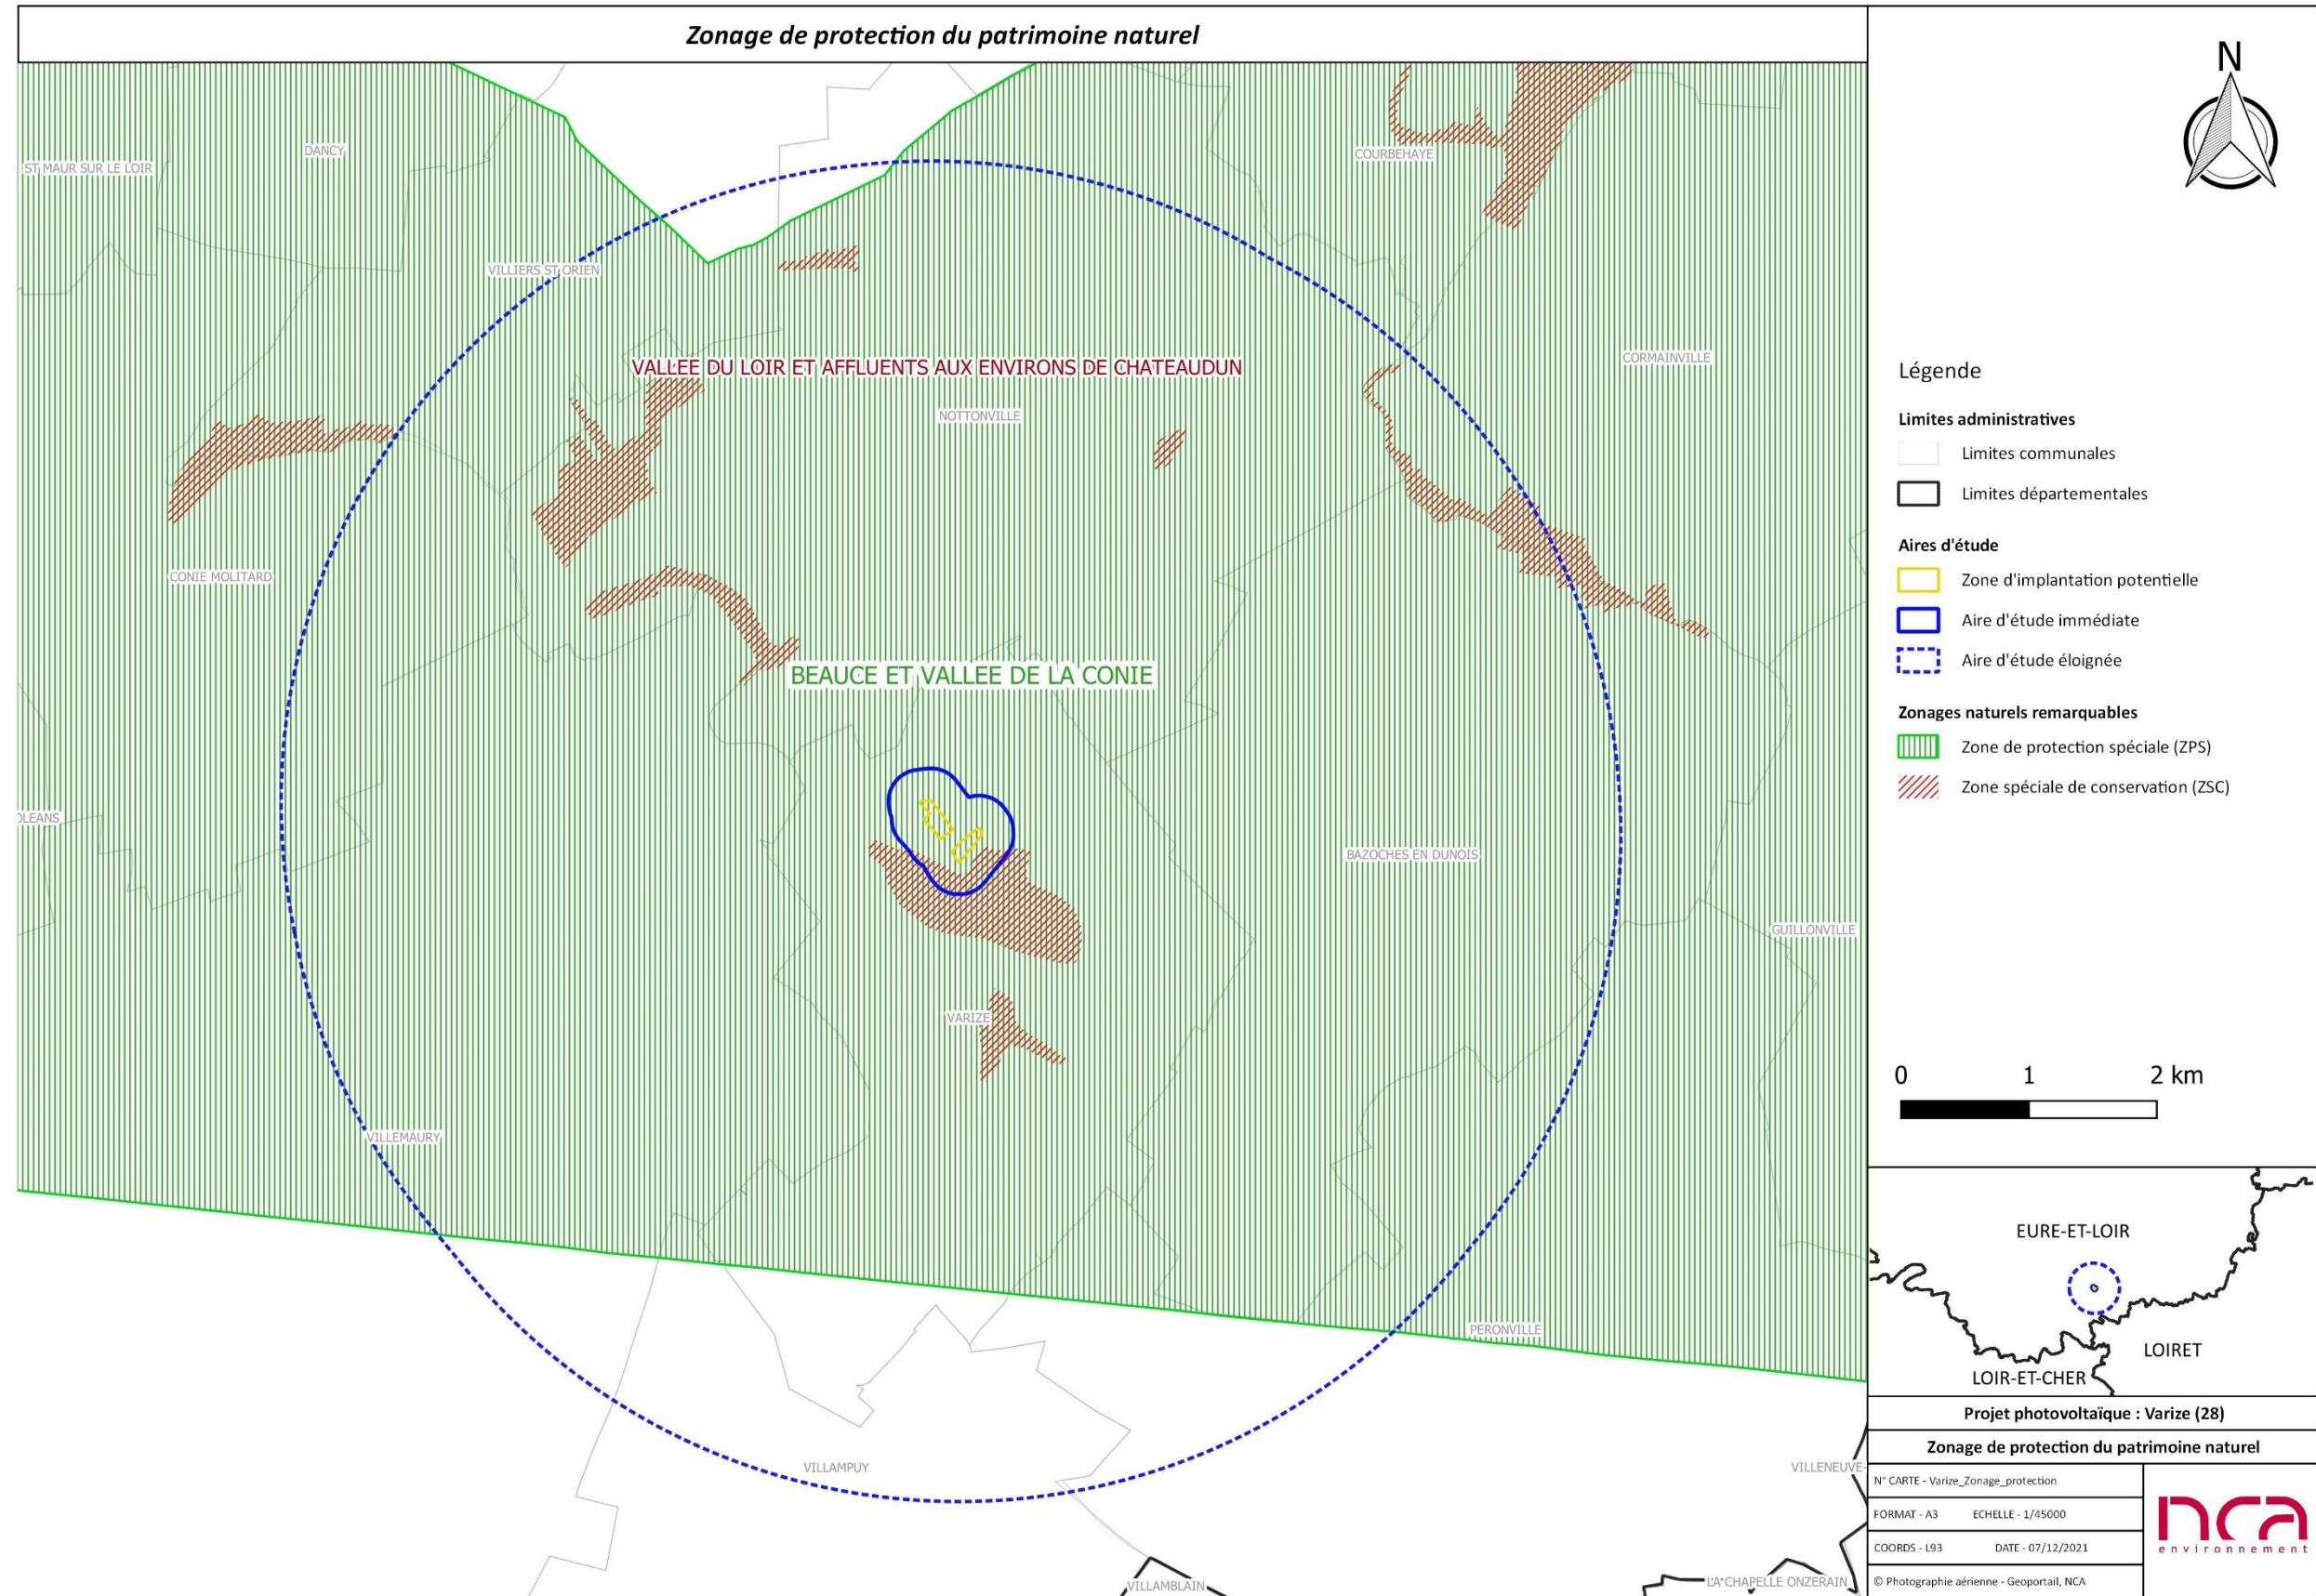 Zonage de protection du patrimoine naturel
N
DANCY
ST MAUR SUR LE LOIR
COURBEHAYE
VILLIERS ST ORIEN
CORMAINVILLE
VALLEE DU LOIR ET AFFLUENTS AUX ENVIRONS DE CHATEAUDUN
NOTTONVILLE
CONIE MOLITARD
BEAUCE ET VALLEE DE LA CONIE
OLEANS
BAZOCHES EN DUNOIS
GUILLONVILLE
VARIZE
VILLEMAURY
PERONVILLE
VILLAMPUY
VILLENEUVE-
VILLAMBLAIN
LA CHAPELLE ONZERAIN
Légende
Limites administratives
Limites communales
Limites départementales
Aires d'étude
Zone d'implantation potentielle
Aire d'étude immédiate
Aire d'étude éloignée
Zonages naturels remarquables
Zone de protection spéciale (ZPS)
Zone spéciale de conservation (ZSC)
0 1 2 km
EURE-ET-LOIR
LOIRET
LOIR-ET-CHER
Projet photovoltaïque : Varize (28)
Zonage de protection du patrimoine naturel
N° CARTE - Varize_Zonage_protection
FORMAT - A3 ECHELLE - 1/45000
COORDS - L93 DATE - 07/12/2021
© Photographie aérienne - Geoportail, NCA
nca
environnement